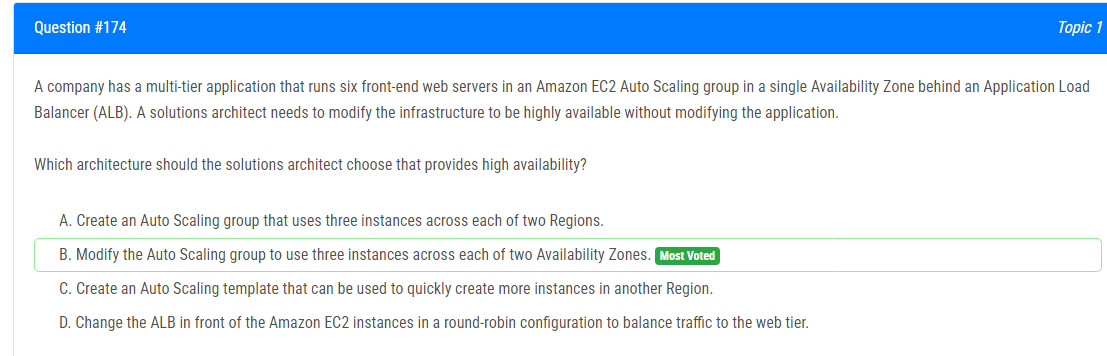 Question #174 Topic 1
A company has a multi-tier application that runs six front-end web servers in an Amazon EC2 Auto Scaling group in a single Availability Zone behind an Application Load
Balancer (ALB). A solutions architect needs to modify the infrastructure to be highly available without modifying the application.
Which architecture should the solutions architect choose that provides high availability?
A. Create an Auto Scaling group that uses three instances across each of two Regions.
B. Modify the Auto Scaling group to use three instances across each of two Availability Zones. Most Voted
C. Create an Auto Scaling template that can be used to quickly create more instances in another Region.
D. Change the ALB in front of the Amazon EC2 instances in a round-robin configuration to balance traffic to the web tier.